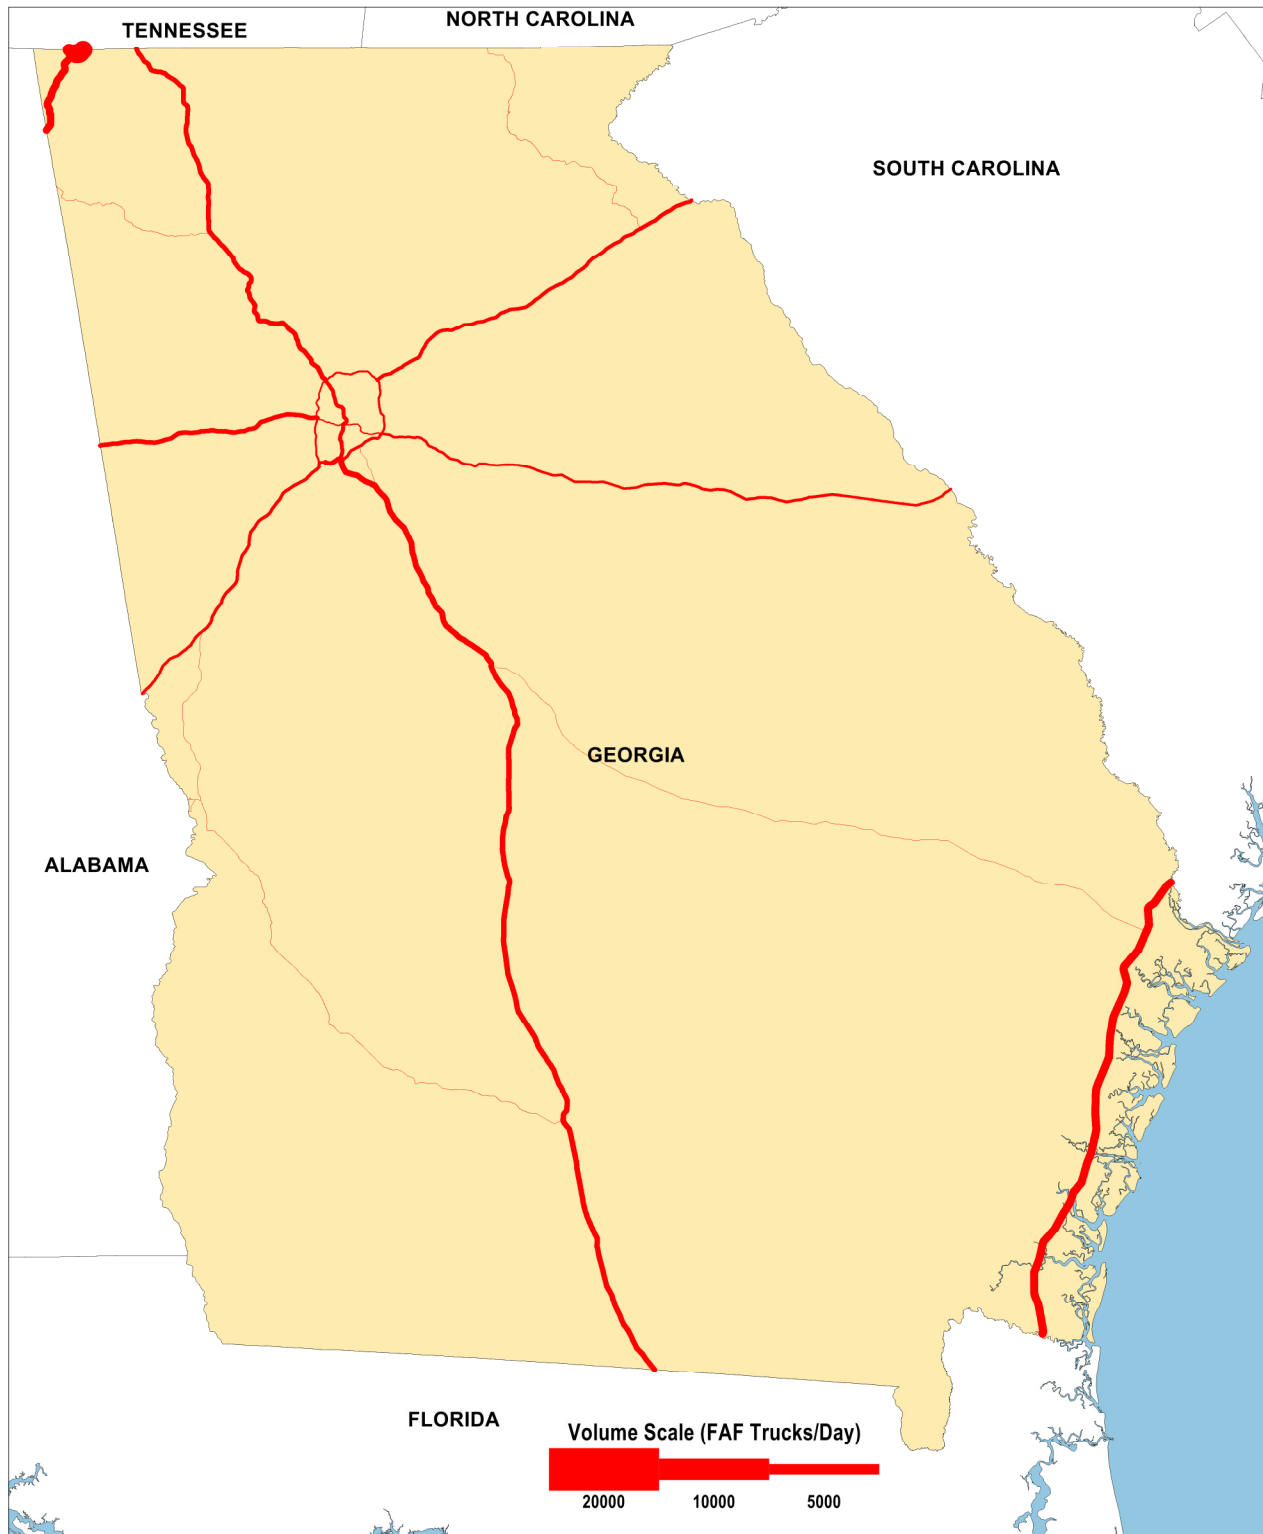 NORTH CAROLINA
TENNESSEE
SOUTH CAROLINA
GEORGIA
ALABAMA
FLORIDA
Volume Scale (FAF Trucks/Day)
20000 10000 5000